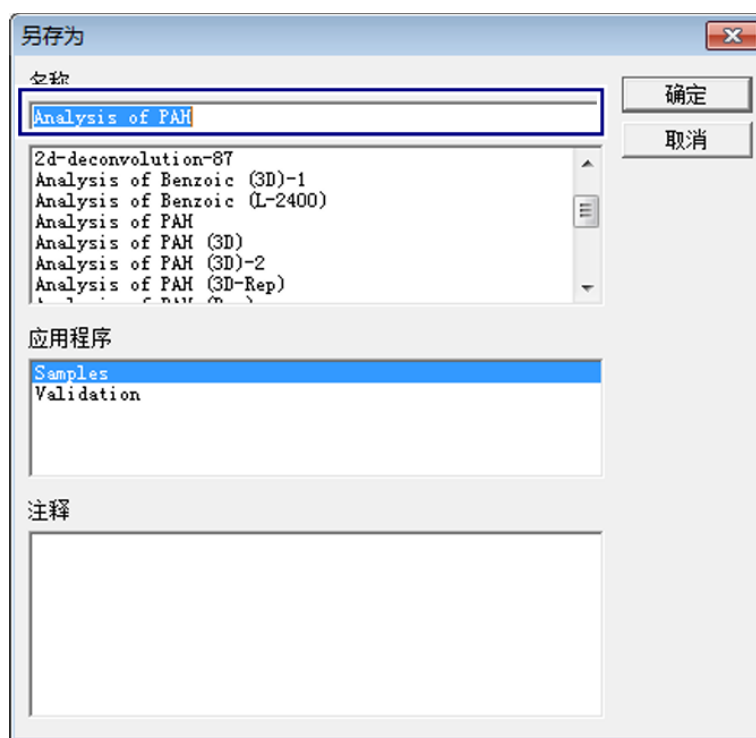 另存为
名称
确定
Analysis of PAH
取消
2d-deconvolution-87
Analysis of Benzoic (3D)-1
Analysis of Benzoic (L-2400)
Analysis of PAH
Analysis of PAH (3D)
Analysis of PAH (3D)-2
Analysis of PAH (3D-Rep)
应用程序
Samples
Validation
注释